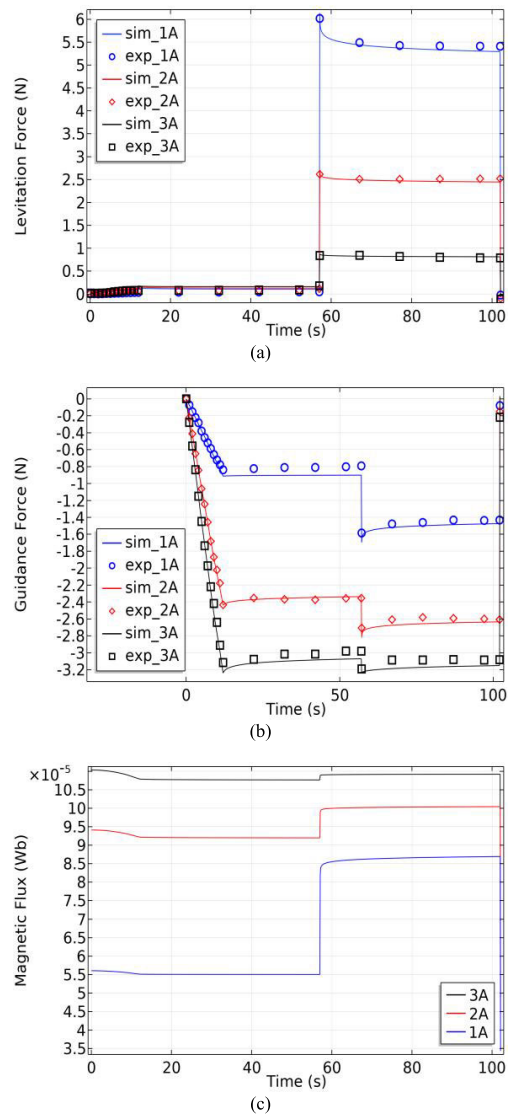 6
5.5
5
4.5
4
3.5
3
2.5
2
1.5
1
0.5
0
Levitation Force (N)
sim_1A
exp_1A
sim_2A
exp_2A
sim_3A
exp_3A
0 20 40 60 80 100
Time (s)
(a)
0
-0.2
-0.4
-0.6
-0.8
-1
-1.2
-1.4
-1.6
-1.8
-2
-2.2
-2.4
-2.6
-2.8
-3
-3.2
Guidance Force (N)
sim_1A
exp_1A
sim_2A
exp_2A
sim_3A
exp_3A
0 50 100
Time (s)
(b)
×10⁻⁵
10.5
10
9.5
9
8.5
8
7.5
7
6.5
6
5.5
5
4.5
4
3.5
Magnetic Flux (Wb)
3A
2A
1A
0 20 40 60 80 100
Time (s)
(c)